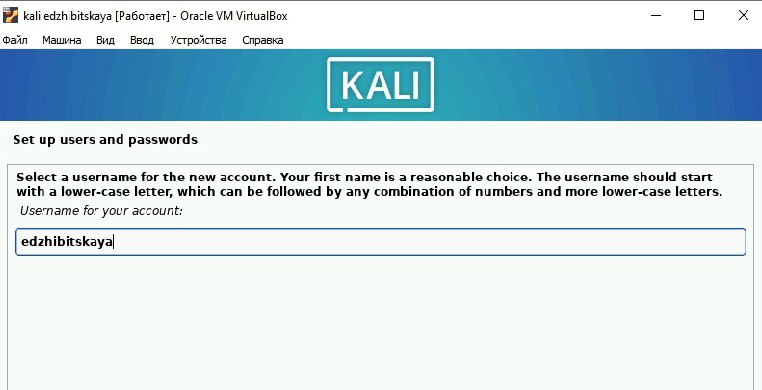 kali edzhibitskaya [Работает] - Oracle VM VirtualBox
Файл Машина Вид Ввод Устройства Справка
KALI
Set up users and passwords
Select a username for the new account. Your first name is a reasonable choice. The username should start
with a lower-case letter, which can be followed by any combination of numbers and more lower-case letters.
Username for your account:
edzhibitskaya